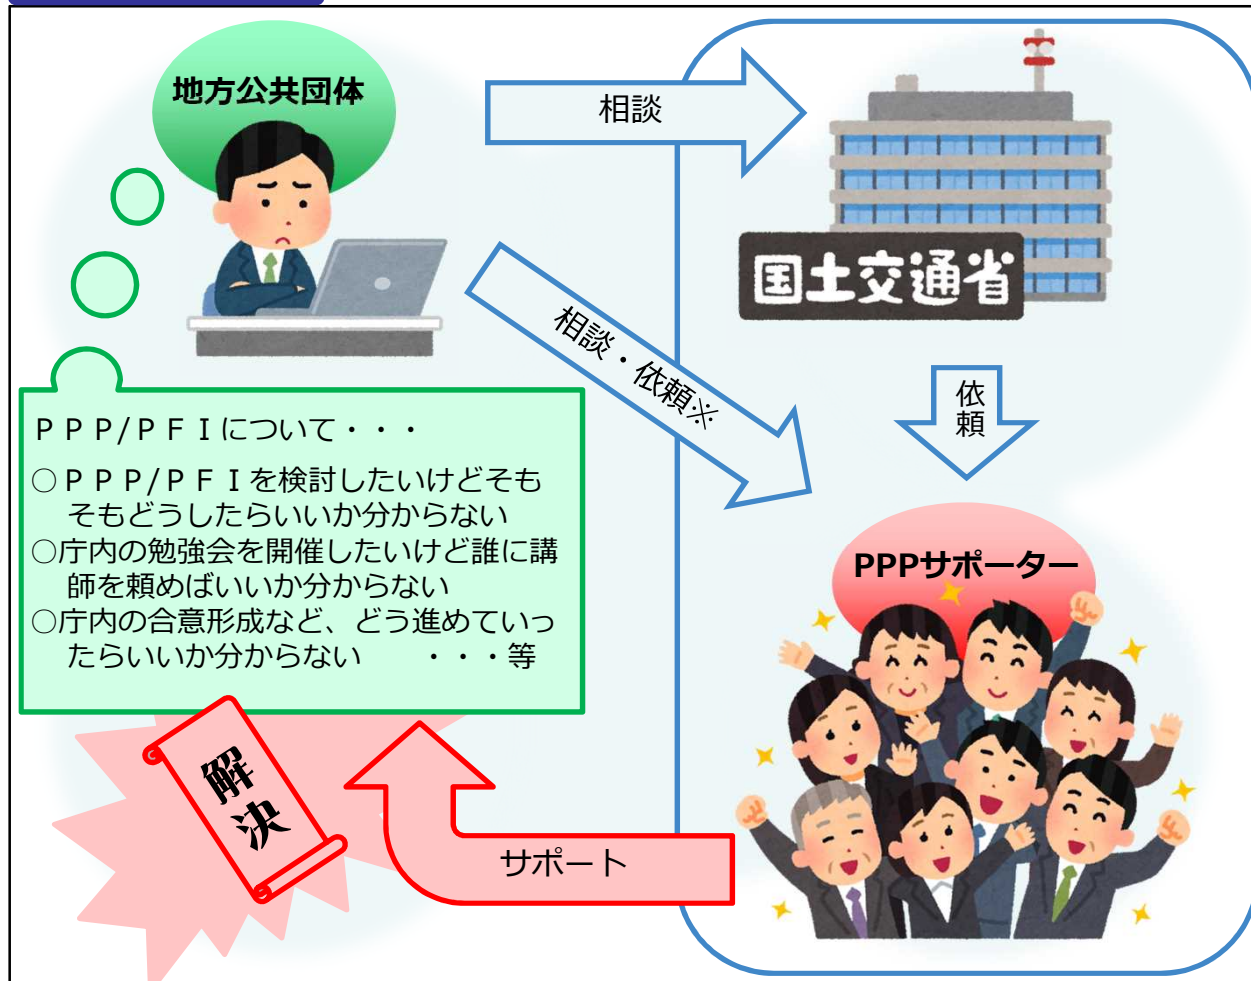 地方公共団体
相談
国土交通省
相談・依頼※
依頼
ＰＰＰ/ＰＦＩについて・・・
○ＰＰＰ/ＰＦＩを検討したいけどそも
そもどうしたらいいか分からない
○庁内の勉強会を開催したいけど誰に講
師を頼めばいいか分からない
○庁内の合意形成など、どう進めていっ
たらいいか分からない　　・・・等
PPPサポーター
解決
サポート